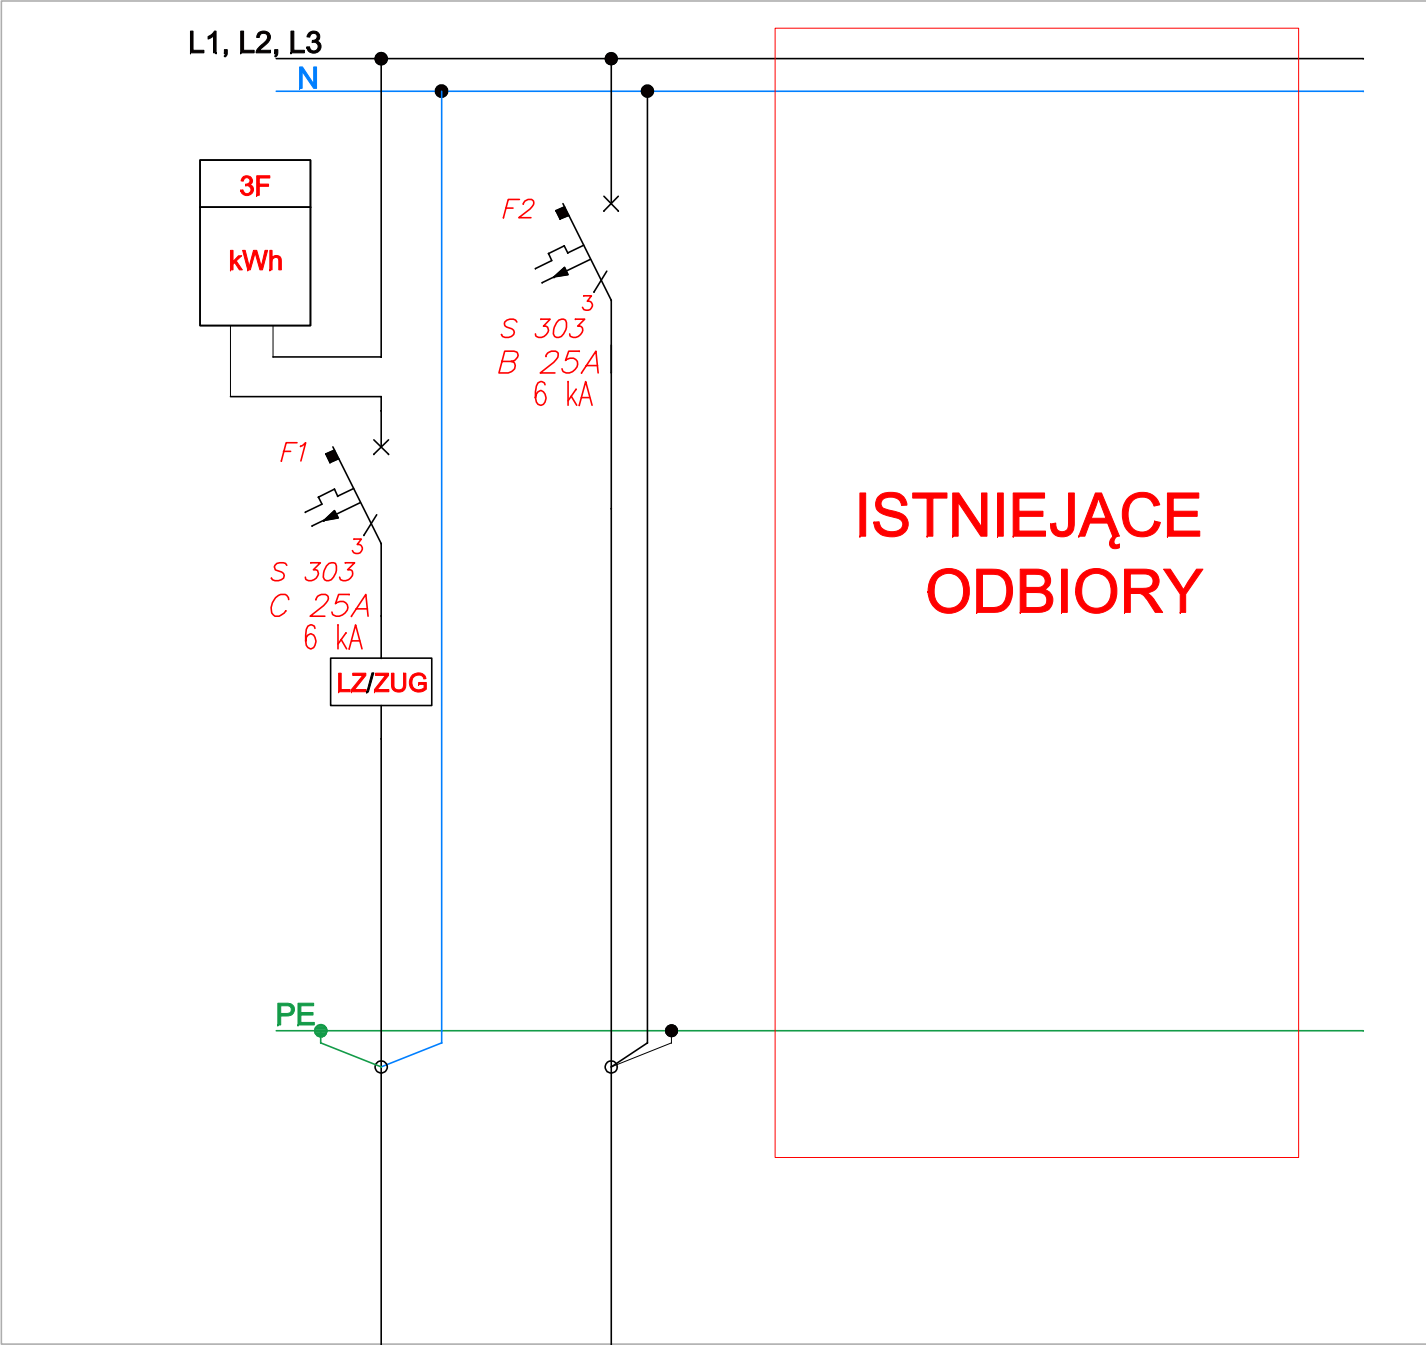 L1, L2, L3
N
3F
kWh
F2
3
S 303
B 25A
6 kA
F1
3
S 303
C 25A
6 kA
LZ/ZUG
ISTNIEJĄCE
ODBIORY
PE